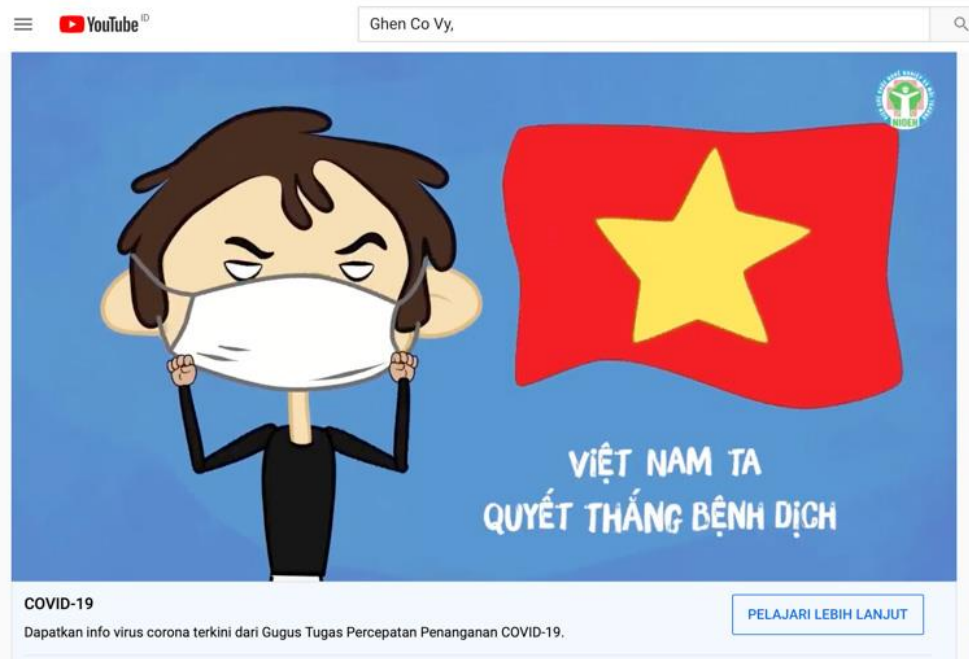 YouTube ID
Ghen Co Vy,
NIOEH
VIỆT NAM TA
QUYẾT THẮNG BỆNH DỊCH
COVID-19
PELAJARI LEBIH LANJUT
Dapatkan info virus corona terkini dari Gugus Tugas Percepatan Penanganan COVID-19.